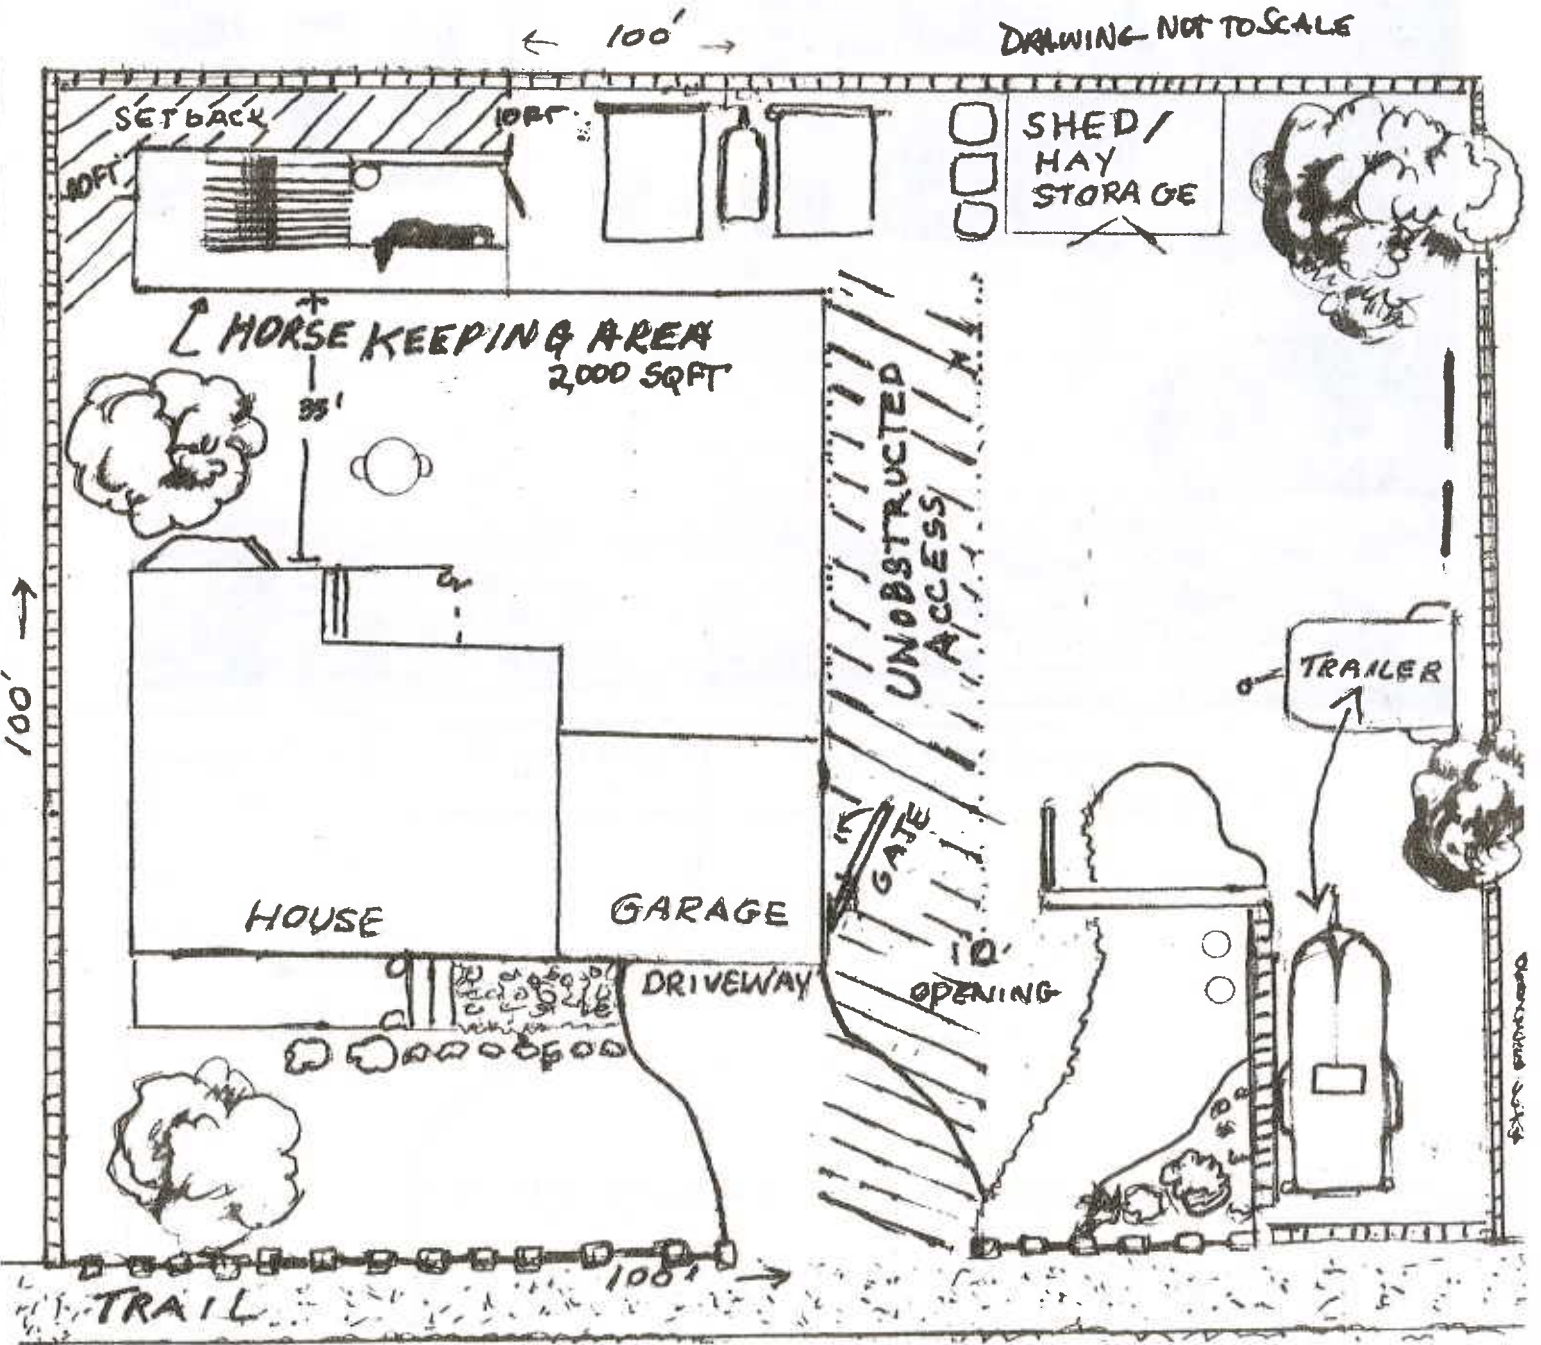 100'
DRAWING NOT TO SCALE
SETBACK
10FT
10FT
SHED/
HAY
STORAGE
HORSE KEEPING AREA
2,000 SQFT
35'
UNOBSTRUCTED
ACCESS
100'
TRAILER
GATE
HOUSE
GARAGE
10'
OPENING
DRIVEWAY
100'
TRAIL